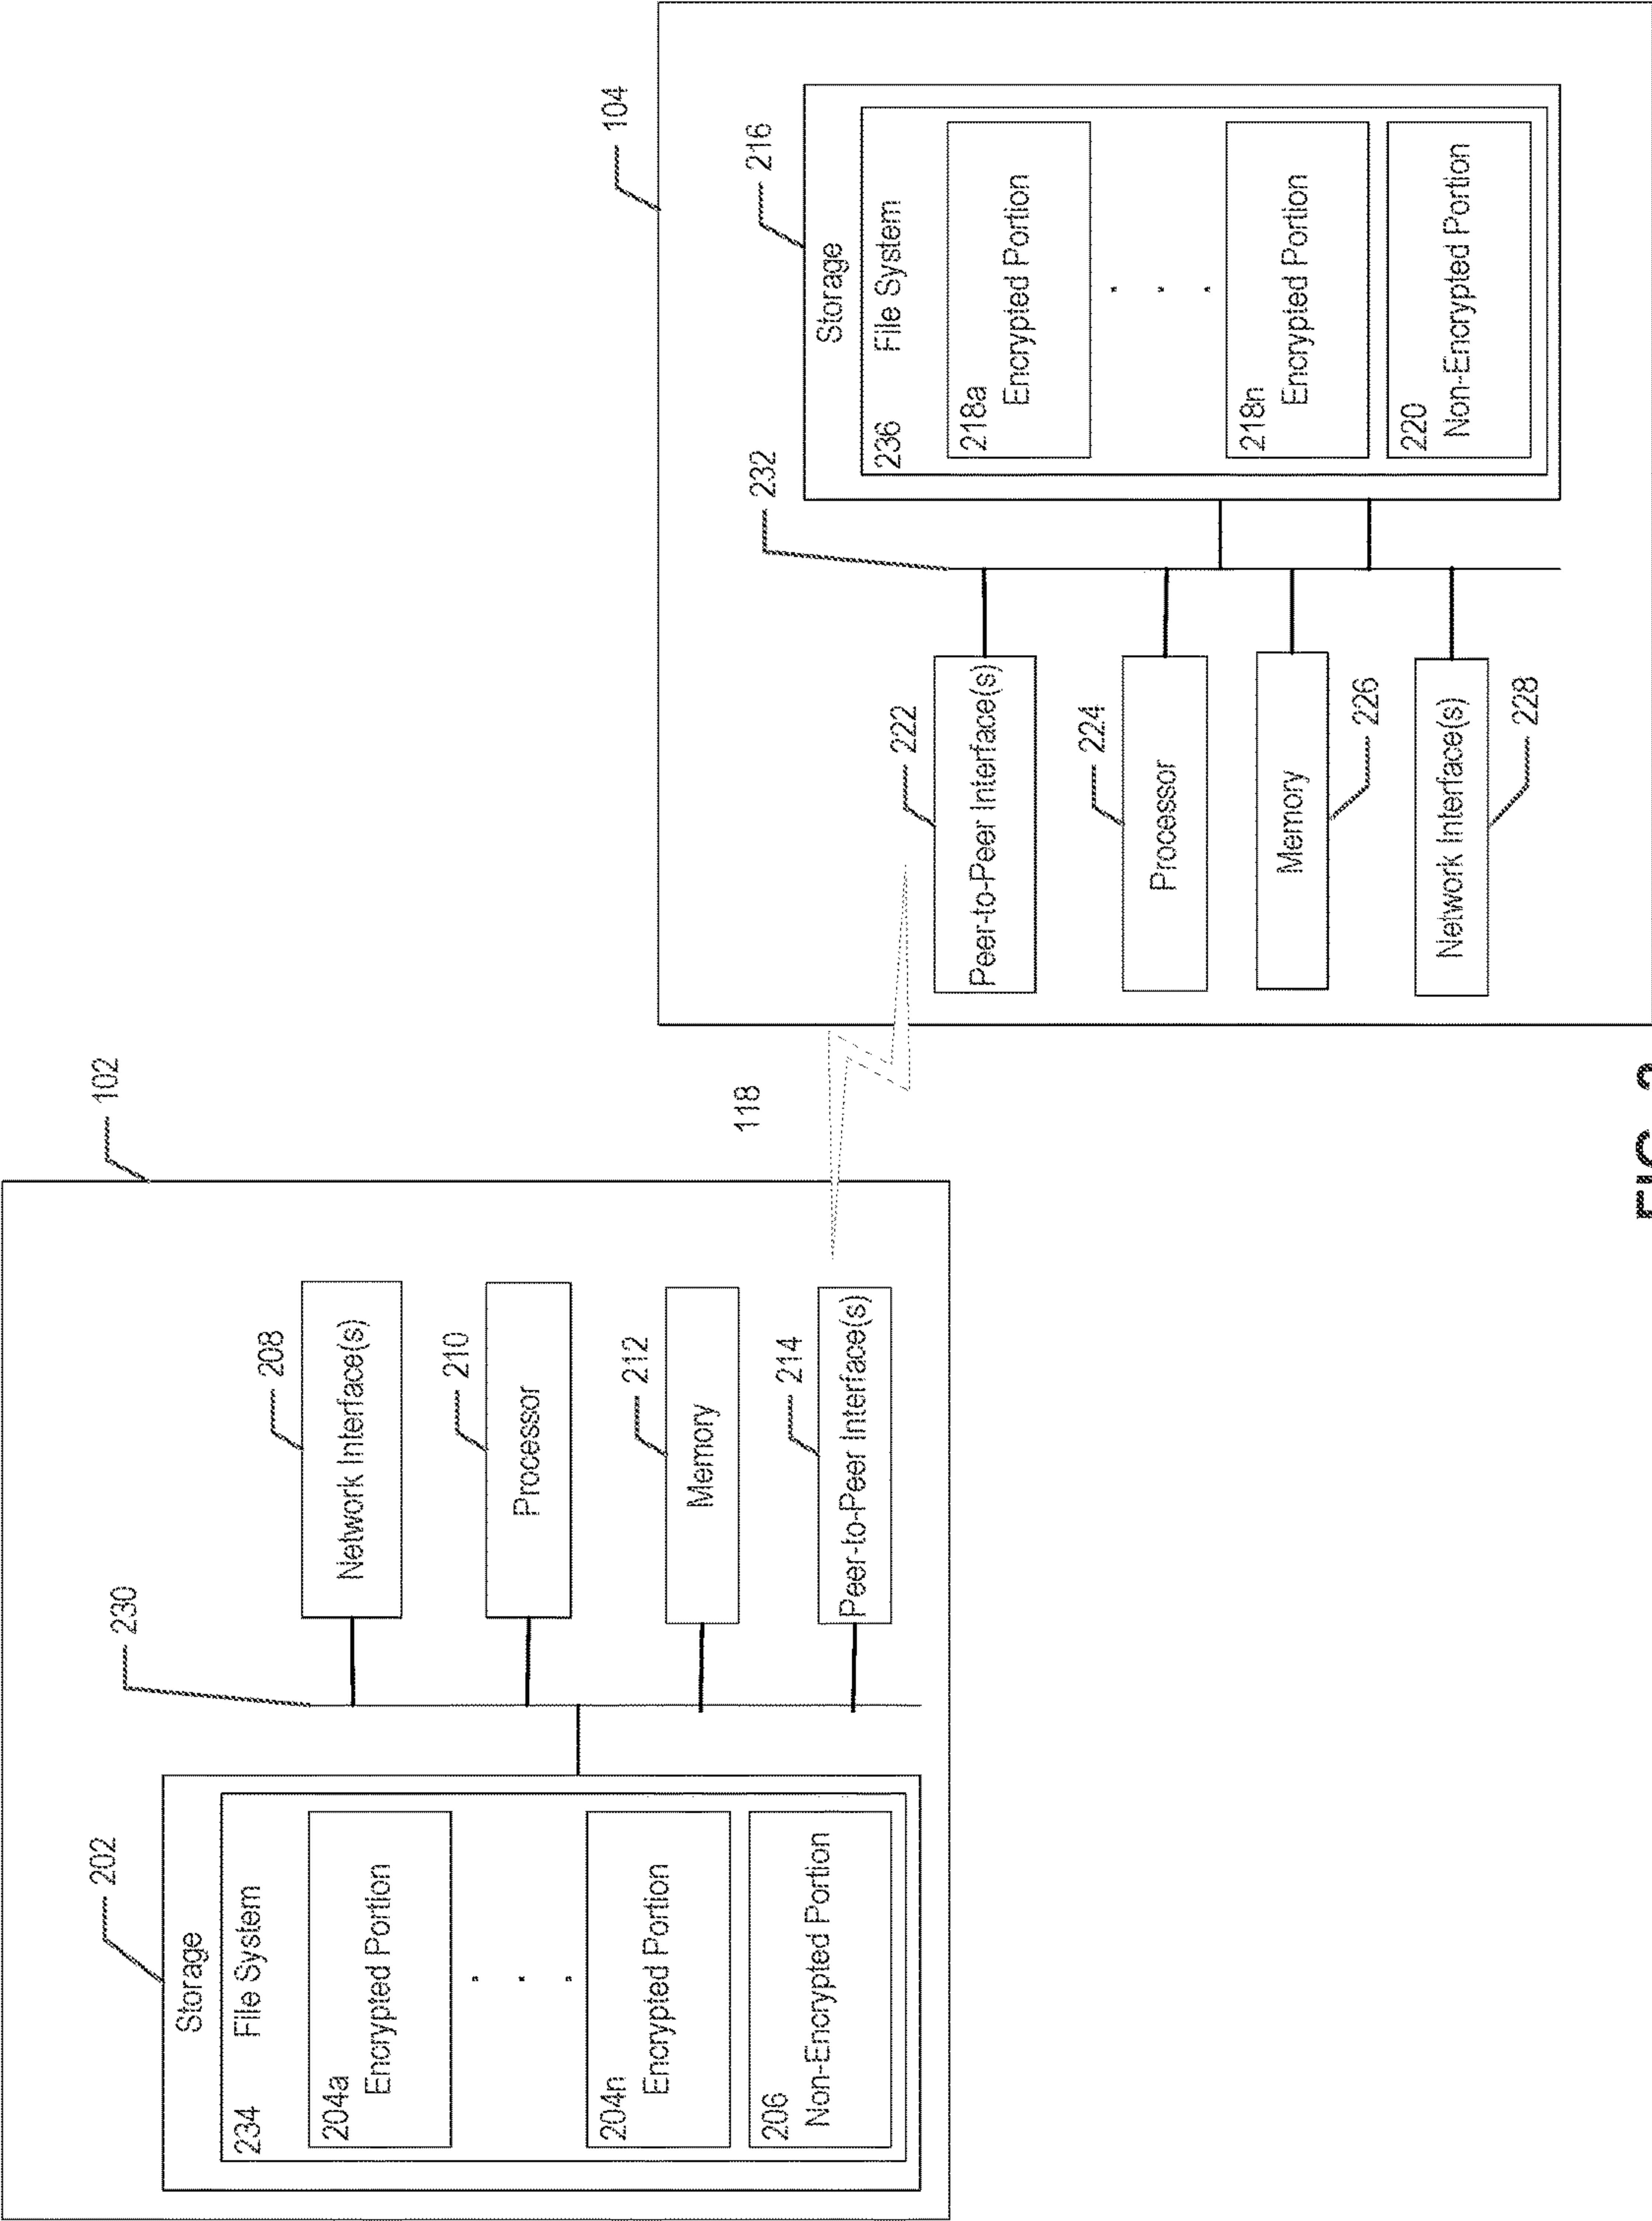 102
202
Storage
234
File System
204a
Encrypted Portion
. . .
204n
Encrypted Portion
206
Non-Encrypted Portion
230
208
Network Interface(s)
210
Processor
212
Memory
214
Peer-to-Peer Interface(s)
118
104
222
Peer-to-Peer Interface(s)
224
Processor
Memory
226
Network Interface(s)
228
232
216
Storage
236
File System
218a
Encrypted Portion
. . .
218n
Encrypted Portion
220
Non-Encrypted Portion